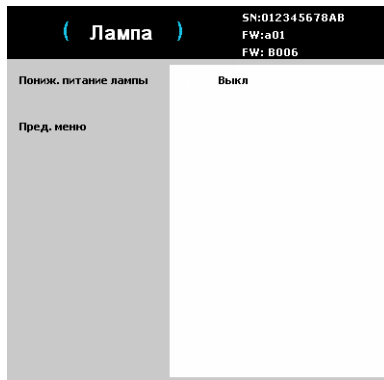 ( Лампа )
SN:012345678AB
FW:a01
FW: B006
Пониж. питание лампы
Выкл
Пред. меню